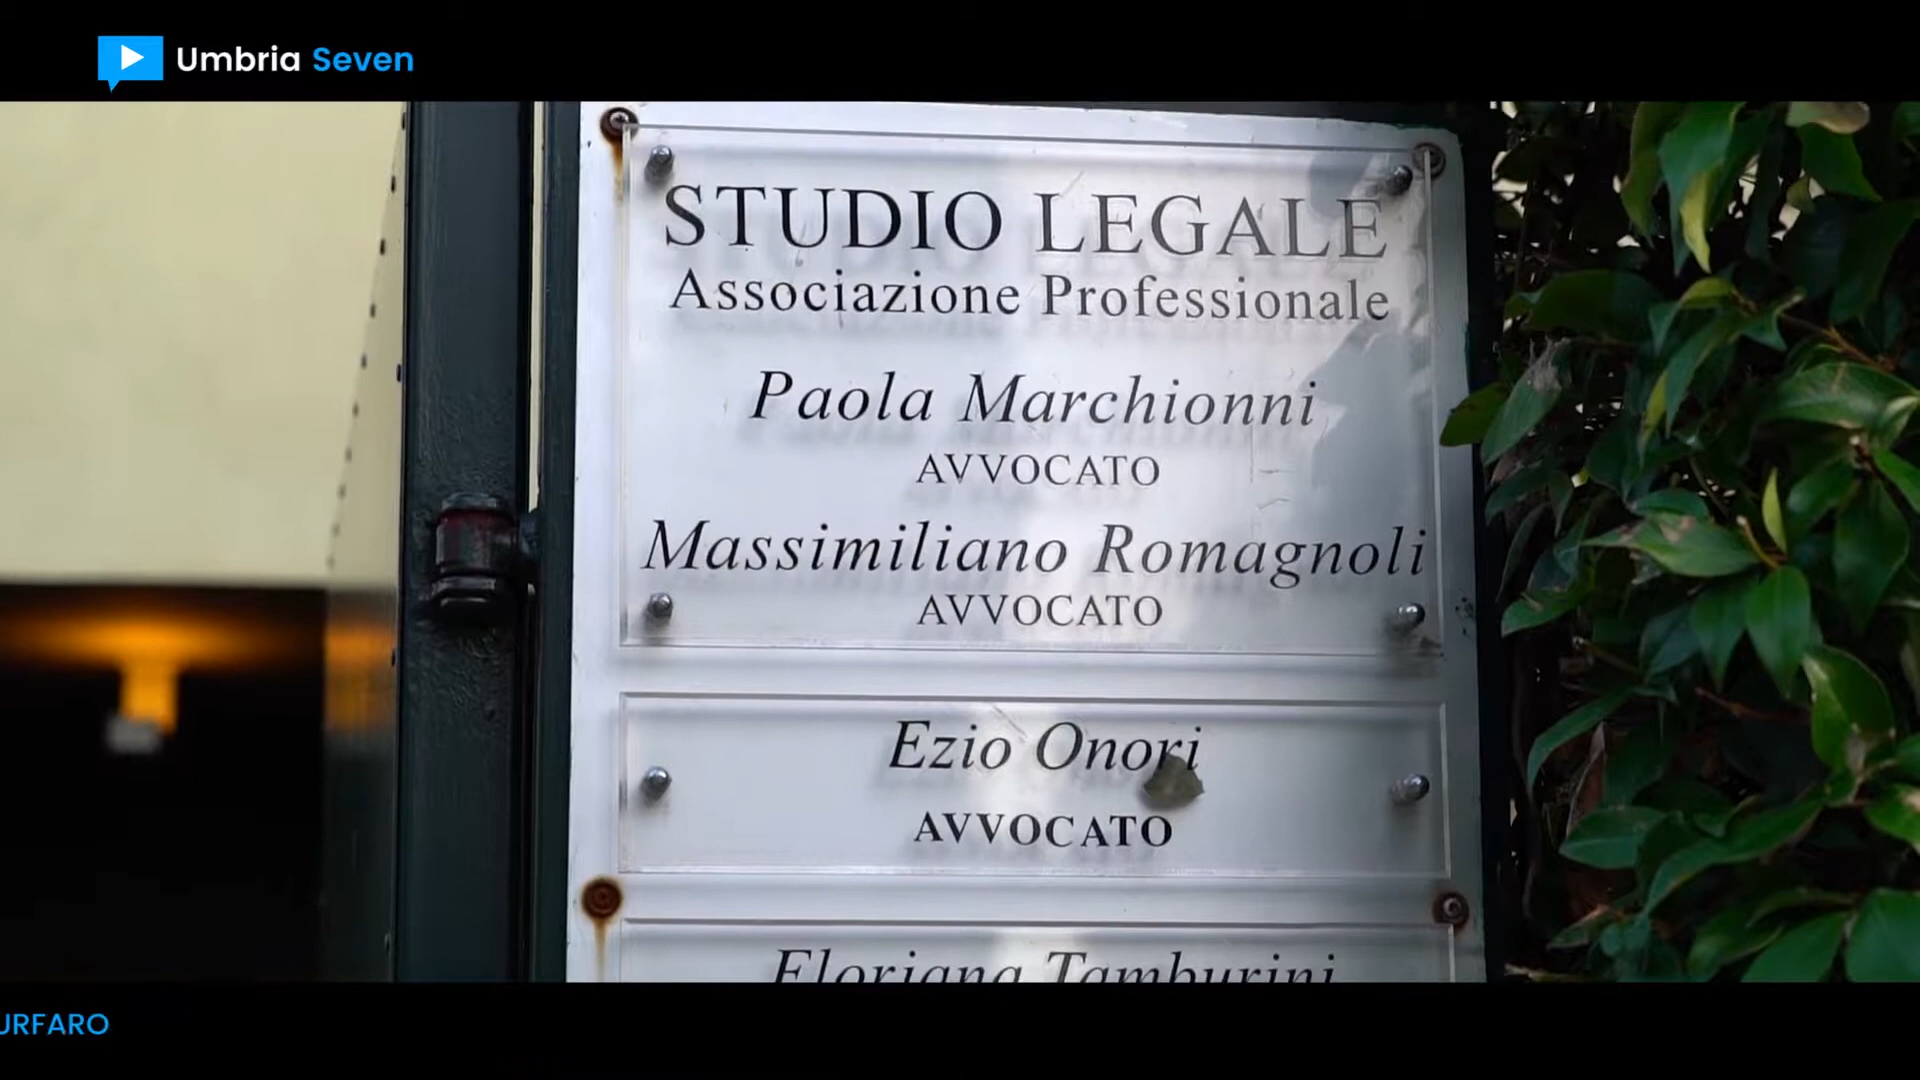 Umbria Seven
STUDIO LEGALE
Associazione Professionale
Paola Marchionni
AVVOCATO
Massimiliano Romagnoli
AVVOCATO
Ezio Onori
AVVOCATO
Floriana Tamburini
URFARO